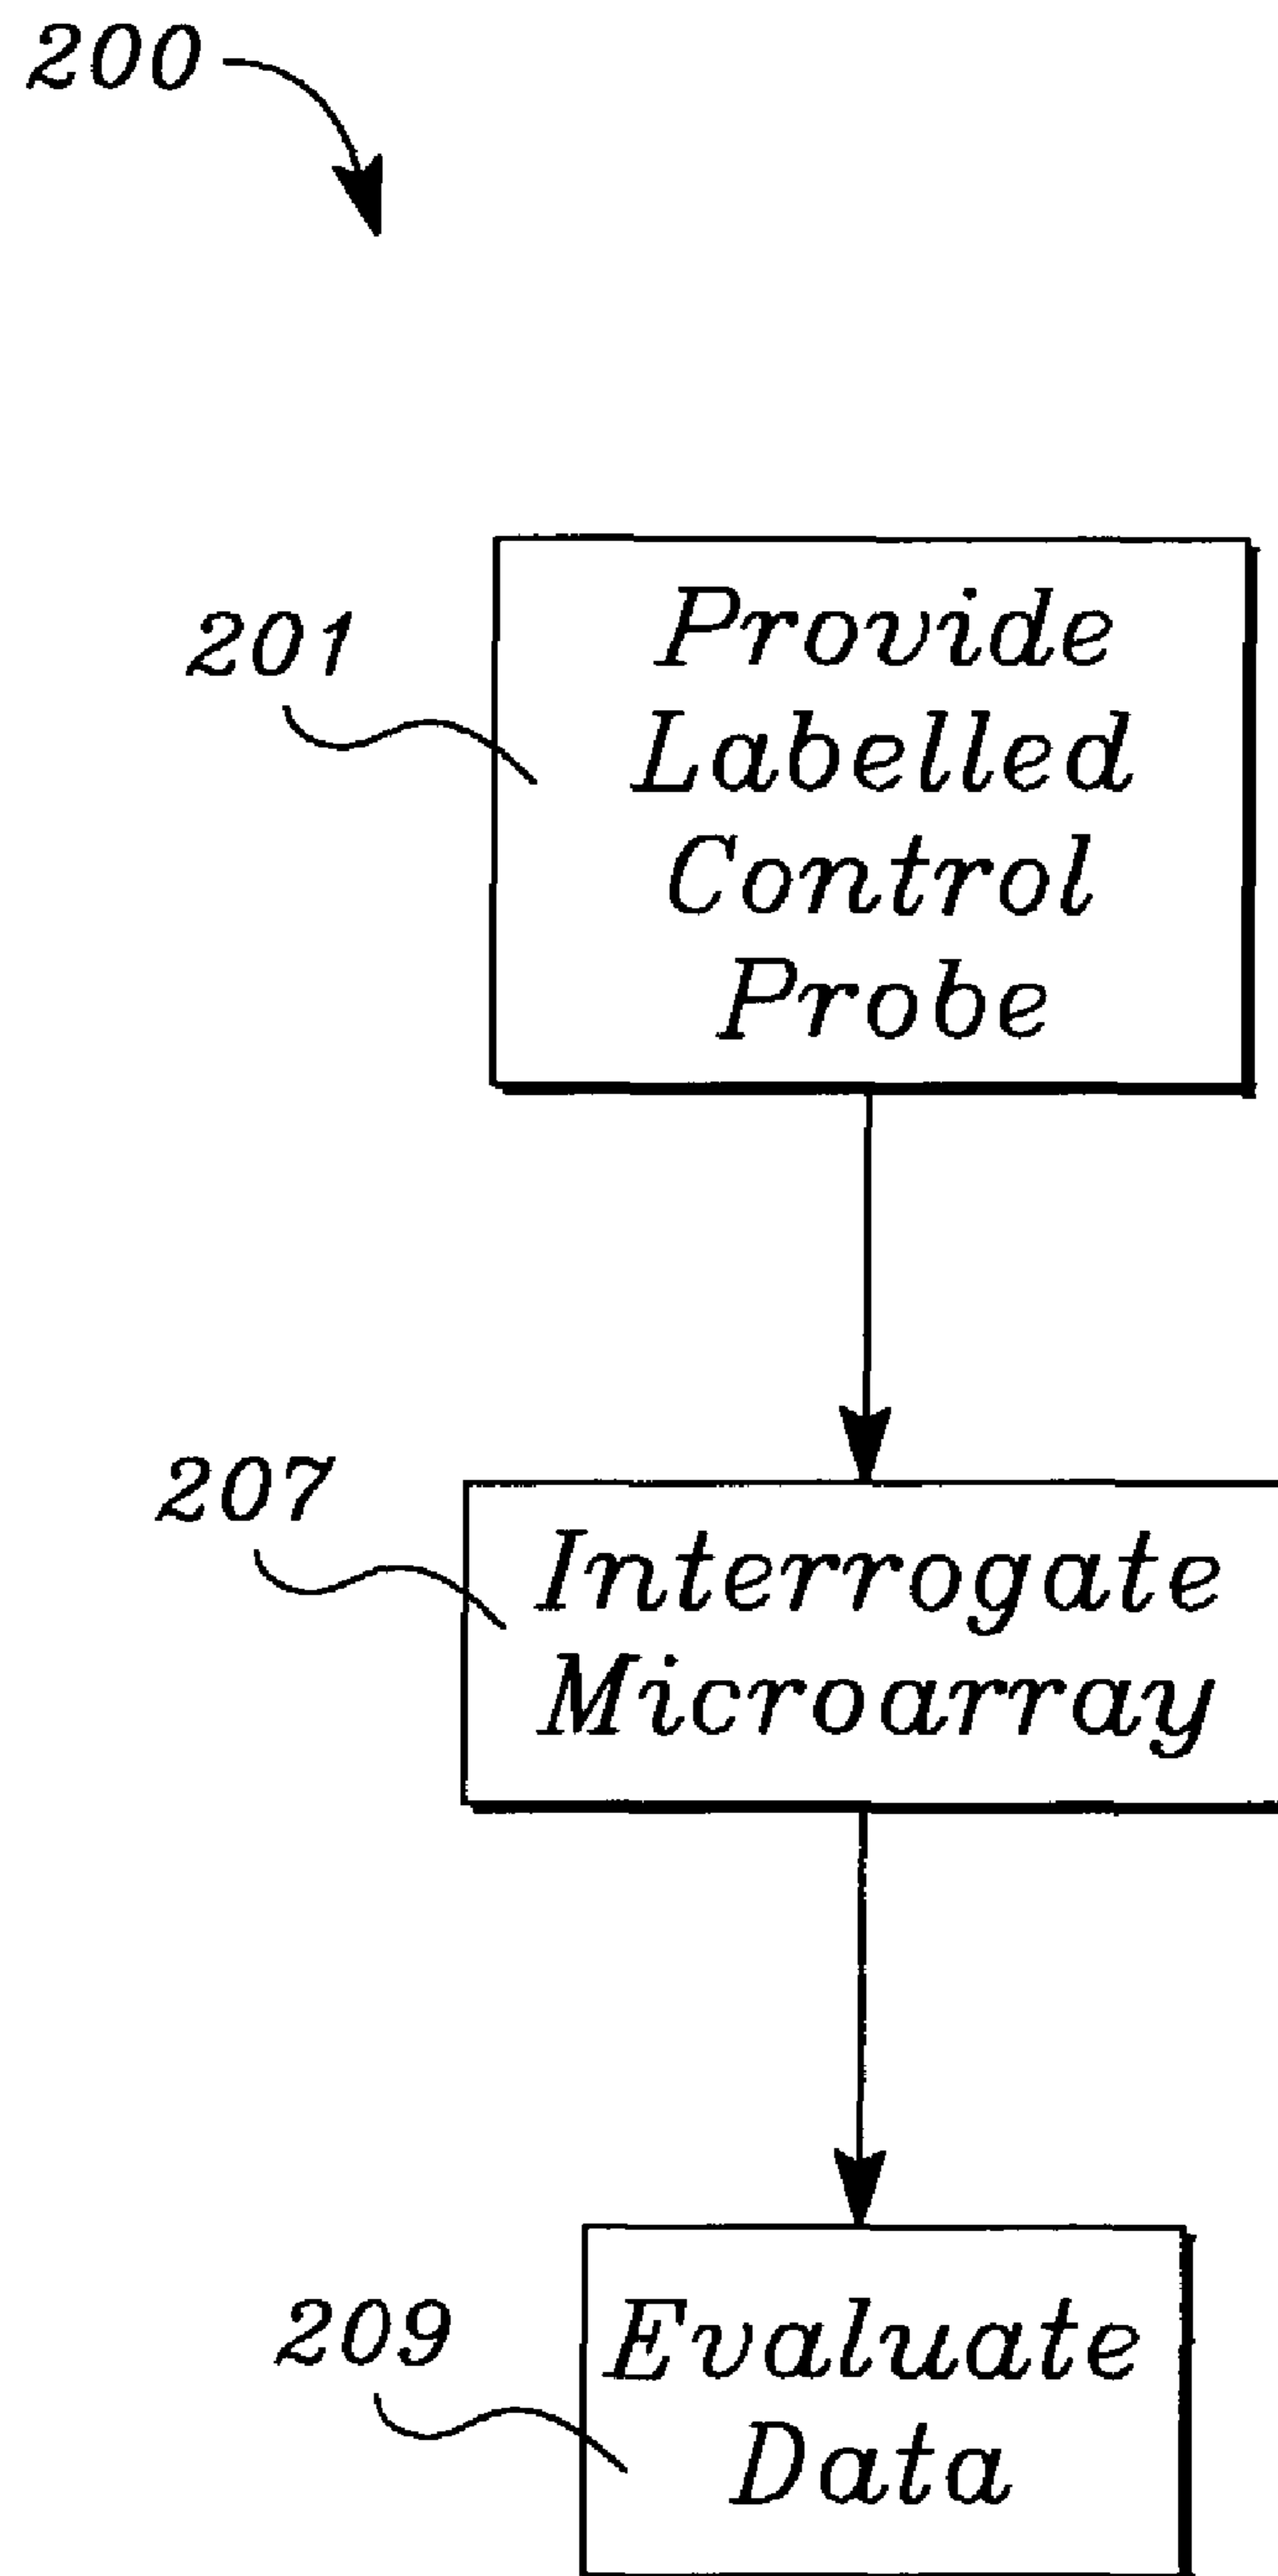 200
201
Provide
Labelled
Control
Probe
207
Interrogate
Microarray
209
Evaluate
Data